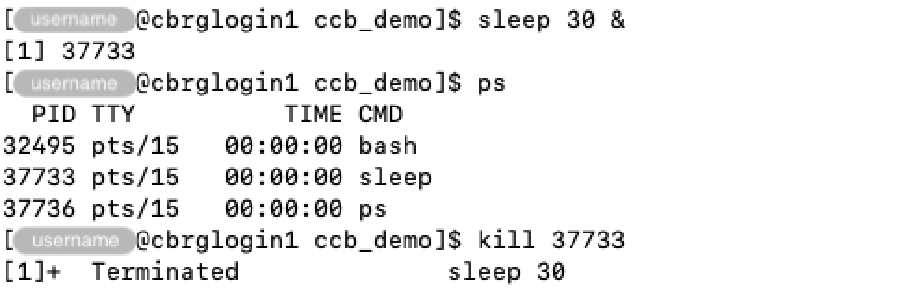 [username@cbrglogin1 ccb_demo]$ sleep 30 &
[1] 37733
[username@cbrglogin1 ccb_demo]$ ps
  PID TTY          TIME CMD
32495 pts/15   00:00:00 bash
37733 pts/15   00:00:00 sleep
37736 pts/15   00:00:00 ps
[username@cbrglogin1 ccb_demo]$ kill 37733
[1]+  Terminated              sleep 30